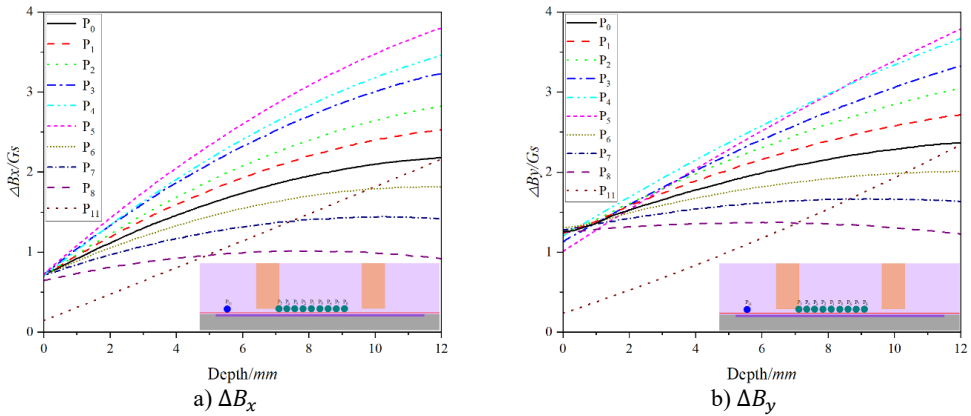 4
3
2
1
0
ΔBx/Gs
P0
P1
P2
P3
P4
P5
P6
P7
P8
P11
0 2 4 6 8 10 12
Depth/mm
a) ΔBx
4
3
2
1
0
ΔBy/Gs
P0
P1
P2
P3
P4
P5
P6
P7
P8
P11
0 2 4 6 8 10 12
Depth/mm
b) ΔBy